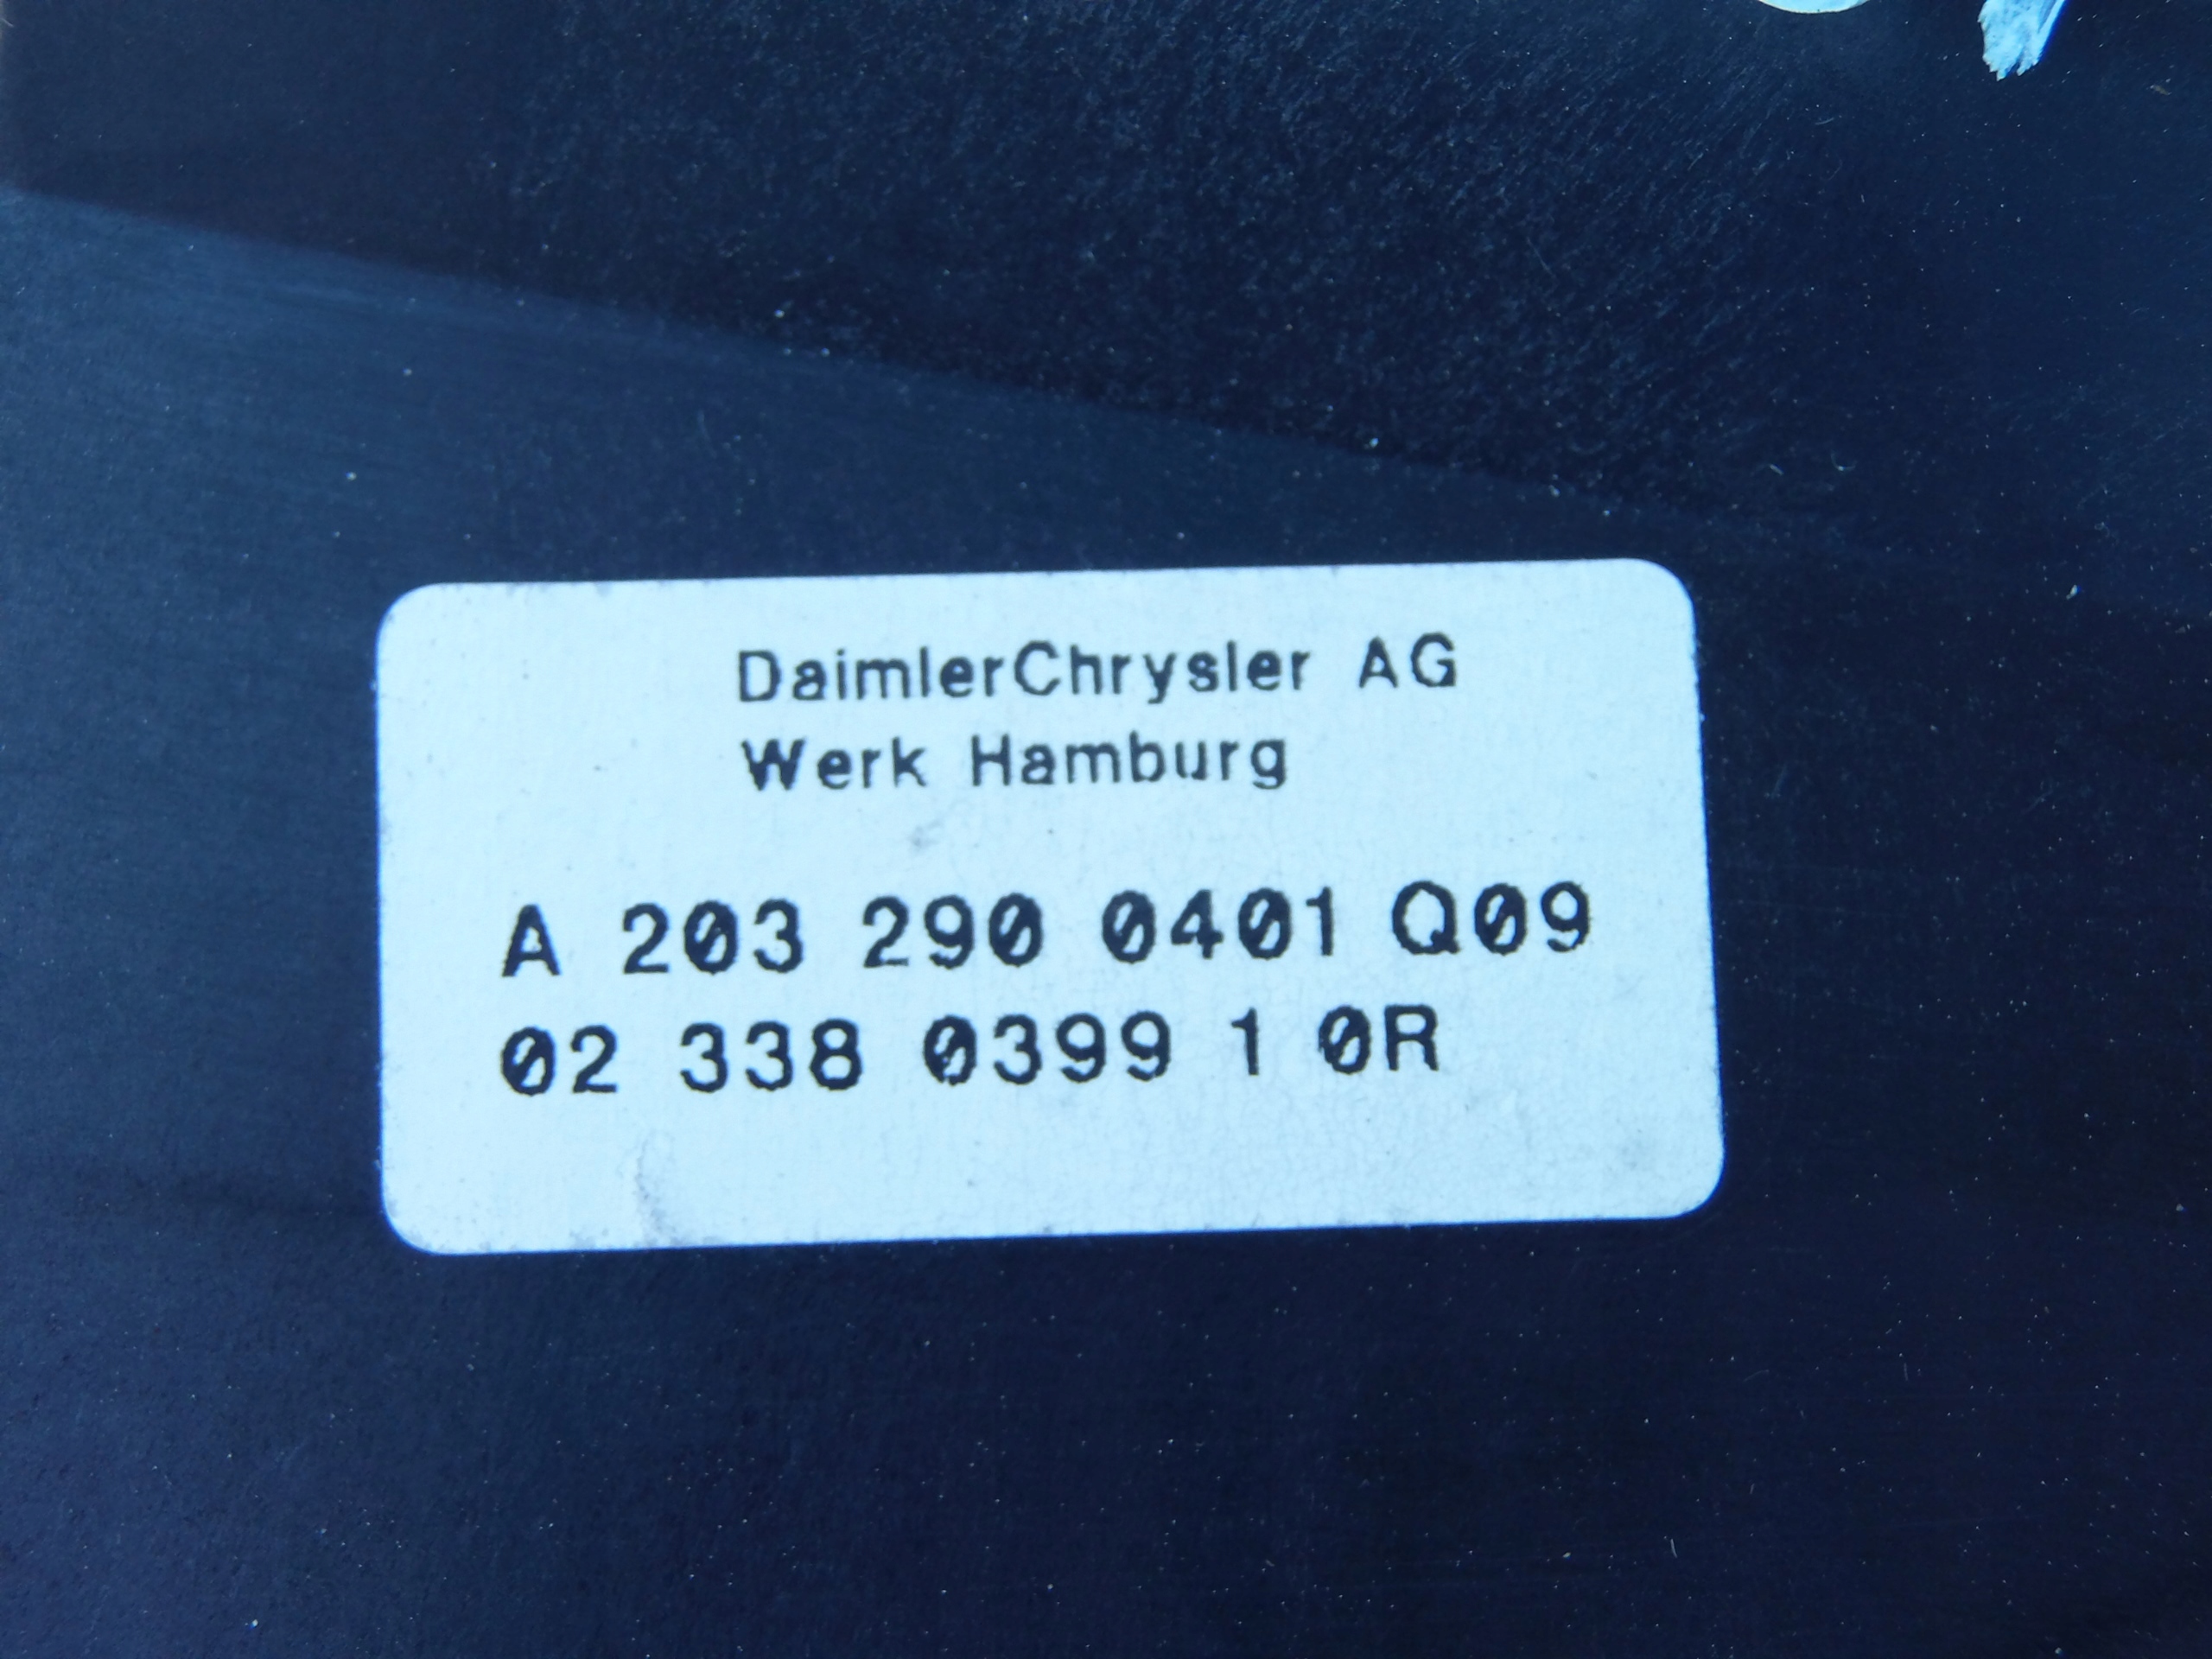 DaimlerChrysler AG
Werk Hamburg
A 203 290 0401 Q09
02 338 0399 1 0R